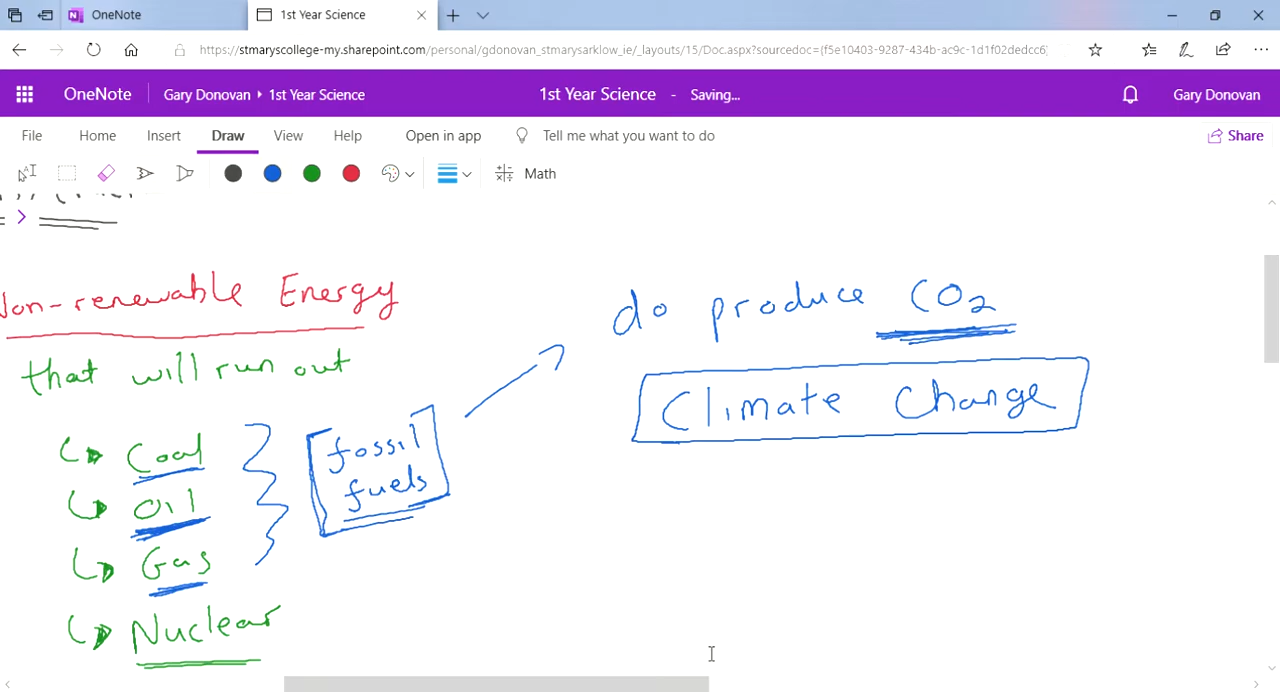 OneNote
1st Year Science
https://stmaryscollege-my.sharepoint.com/personal/gdonovan_stmarysarklow_ie/_layouts/15/Doc.aspx?sourcedoc={f5e10403-9287-434b-ac9c-1d1f02dedcc6}
OneNote
Gary Donovan › 1st Year Science
1st Year Science - Saving...
Gary Donovan
File Home Insert Draw View Help Open in app Tell me what you want to do Share
Math
Non-renewable Energy
that will run out
Coal
Oil
Gas
Nuclear
fossil
fuels
do produce CO2
Climate Change